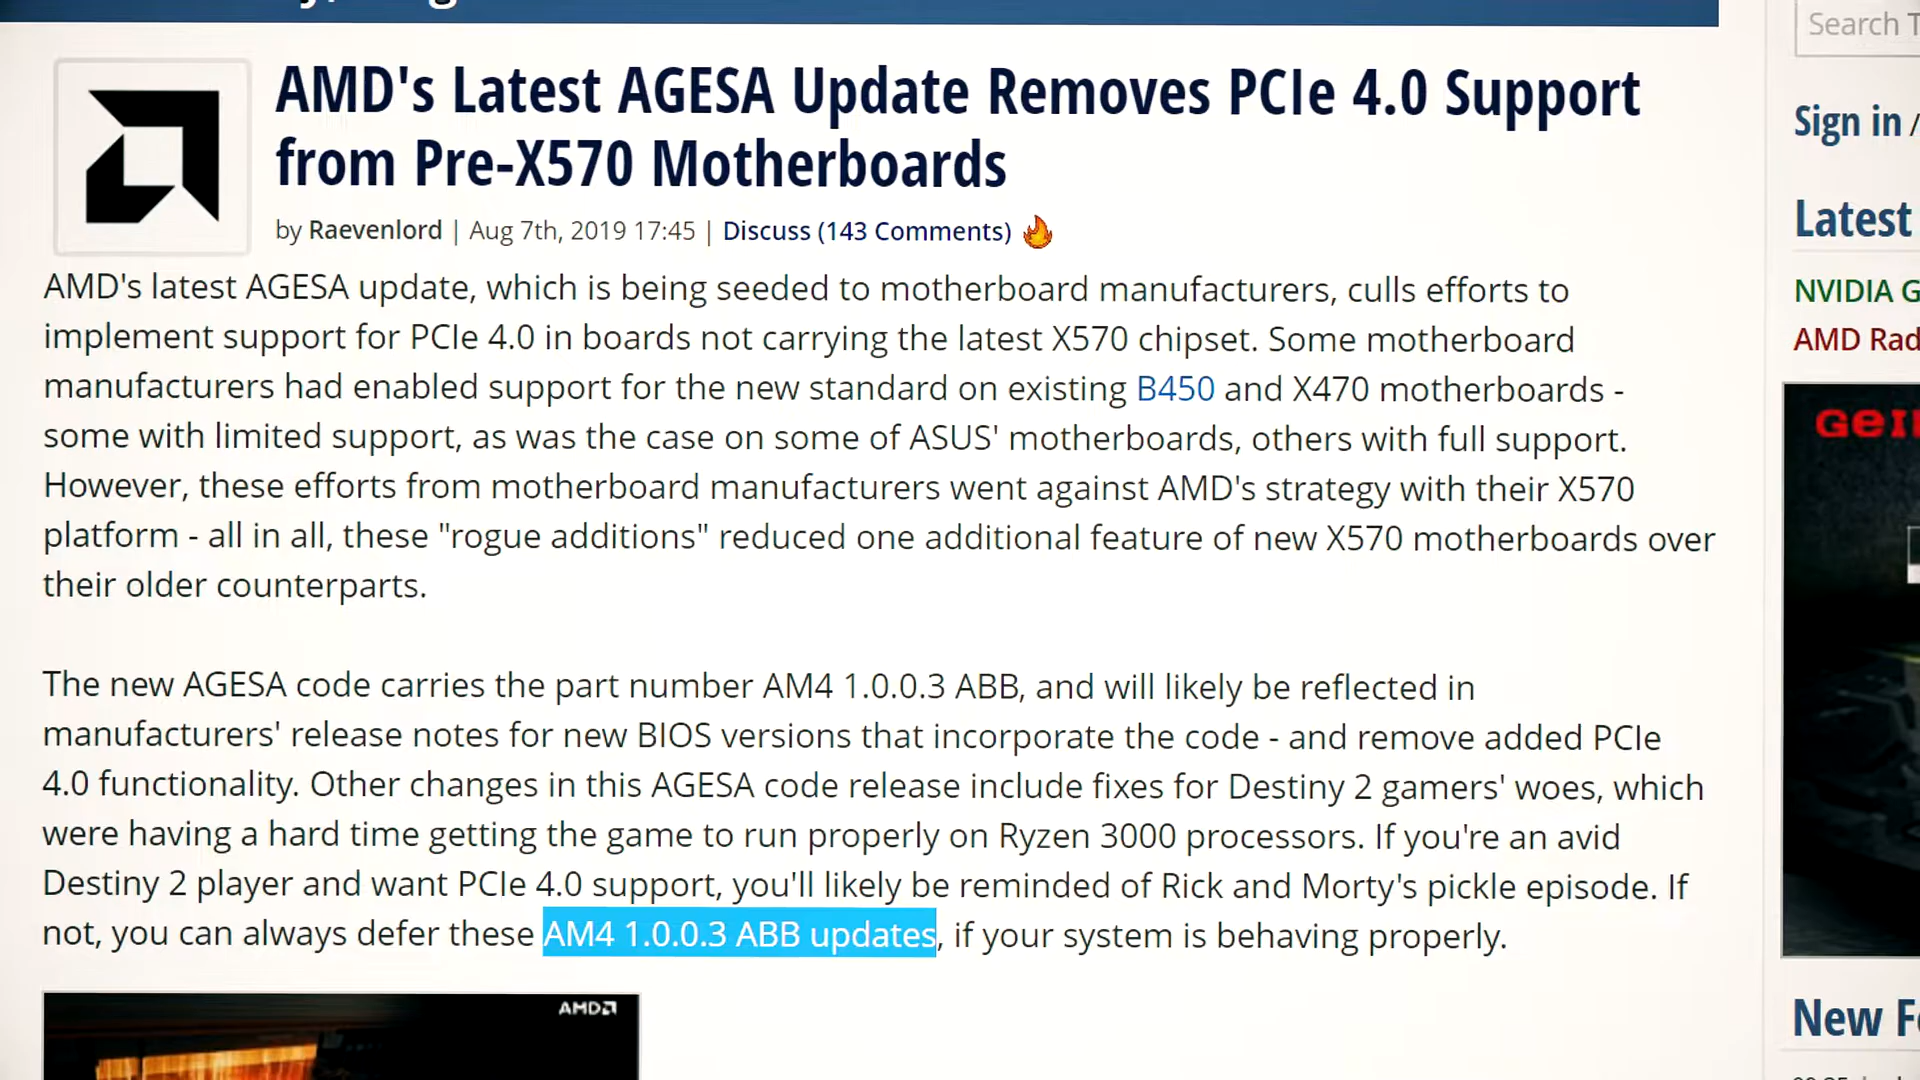 Search T
AMD's Latest AGESA Update Removes PCIe 4.0 Support
from Pre-X570 Motherboards
by Raevenlord | Aug 7th, 2019 17:45 | Discuss (143 Comments)
AMD's latest AGESA update, which is being seeded to motherboard manufacturers, culls efforts to
implement support for PCIe 4.0 in boards not carrying the latest X570 chipset. Some motherboard
manufacturers had enabled support for the new standard on existing B450 and X470 motherboards -
some with limited support, as was the case on some of ASUS' motherboards, others with full support.
However, these efforts from motherboard manufacturers went against AMD's strategy with their X570
platform - all in all, these "rogue additions" reduced one additional feature of new X570 motherboards over
their older counterparts.
The new AGESA code carries the part number AM4 1.0.0.3 ABB, and will likely be reflected in
manufacturers' release notes for new BIOS versions that incorporate the code - and remove added PCIe
4.0 functionality. Other changes in this AGESA code release include fixes for Destiny 2 gamers' woes, which
were having a hard time getting the game to run properly on Ryzen 3000 processors. If you're an avid
Destiny 2 player and want PCIe 4.0 support, you'll likely be reminded of Rick and Morty's pickle episode. If
not, you can always defer these AM4 1.0.0.3 ABB updates, if your system is behaving properly.
AMD
Sign in /
Latest
NVIDIA G
AMD Rad
GEI
New F